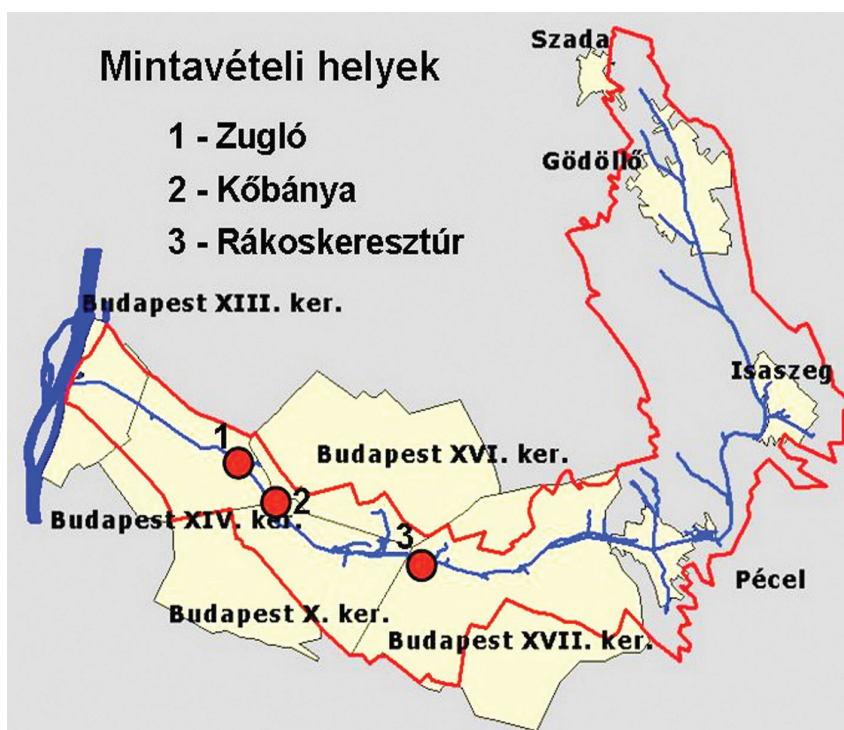 Mintavételi helyek
1 - Zugló
2 - Kőbánya
3 - Rákoskeresztúr
Szada
Gödöllő
Budapest XIII. ker.
Isaszeg
1
Budapest XVI. ker.
2
Budapest XIV. ker.
3
Pécel
Budapest X. ker.
Budapest XVII. ker.